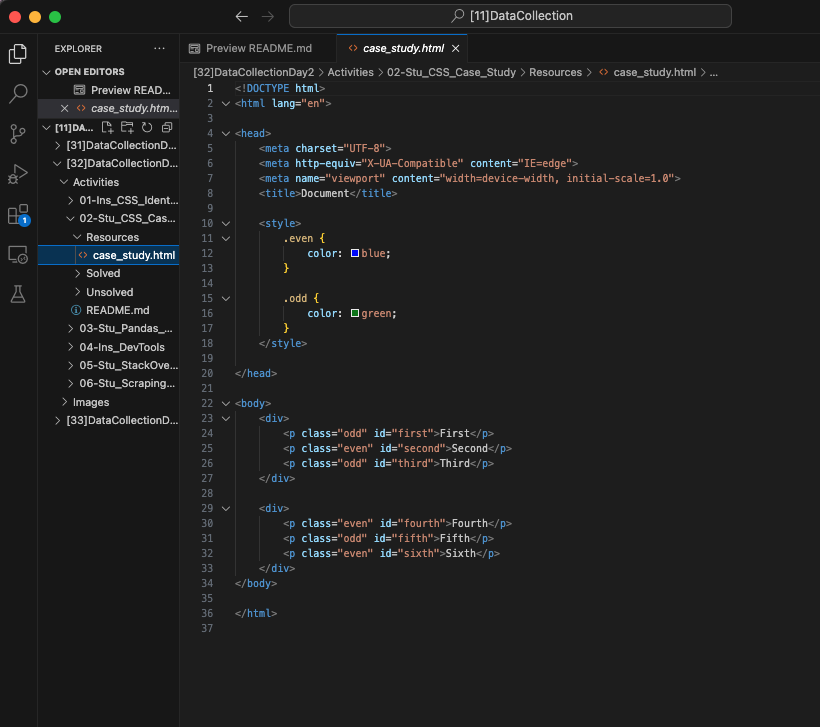 [11]DataCollection
EXPLORER
OPEN EDITORS
Preview READ...
case_study.htm...
[11]DA...
[31]DataCollectionD...
[32]DataCollectionD...
Activities
01-Ins_CSS_Ident...
02-Stu_CSS_Cas...
Resources
case_study.html
Solved
Unsolved
README.md
03-Stu_Pandas_...
04-Ins_DevTools
05-Stu_StackOve...
06-Stu_Scraping...
Images
[33]DataCollectionD...
1
Preview README.md
case_study.html
[32]DataCollectionDay2 > Activities > 02-Stu_CSS_Case_Study > Resources > case_study.html > ...
1 <!DOCTYPE html>
2 <html lang="en">
3
4 <head>
5 <meta charset="UTF-8">
6 <meta http-equiv="X-UA-Compatible" content="IE=edge">
7 <meta name="viewport" content="width=device-width, initial-scale=1.0">
8 <title>Document</title>
9
10 <style>
11 .even {
12 color: blue;
13 }
14
15 .odd {
16 color: green;
17 }
18 </style>
19
20 </head>
21
22 <body>
23 <div>
24 <p class="odd" id="first">First</p>
25 <p class="even" id="second">Second</p>
26 <p class="odd" id="third">Third</p>
27 </div>
28
29 <div>
30 <p class="even" id="fourth">Fourth</p>
31 <p class="odd" id="fifth">Fifth</p>
32 <p class="even" id="sixth">Sixth</p>
33 </div>
34 </body>
35
36 </html>
37